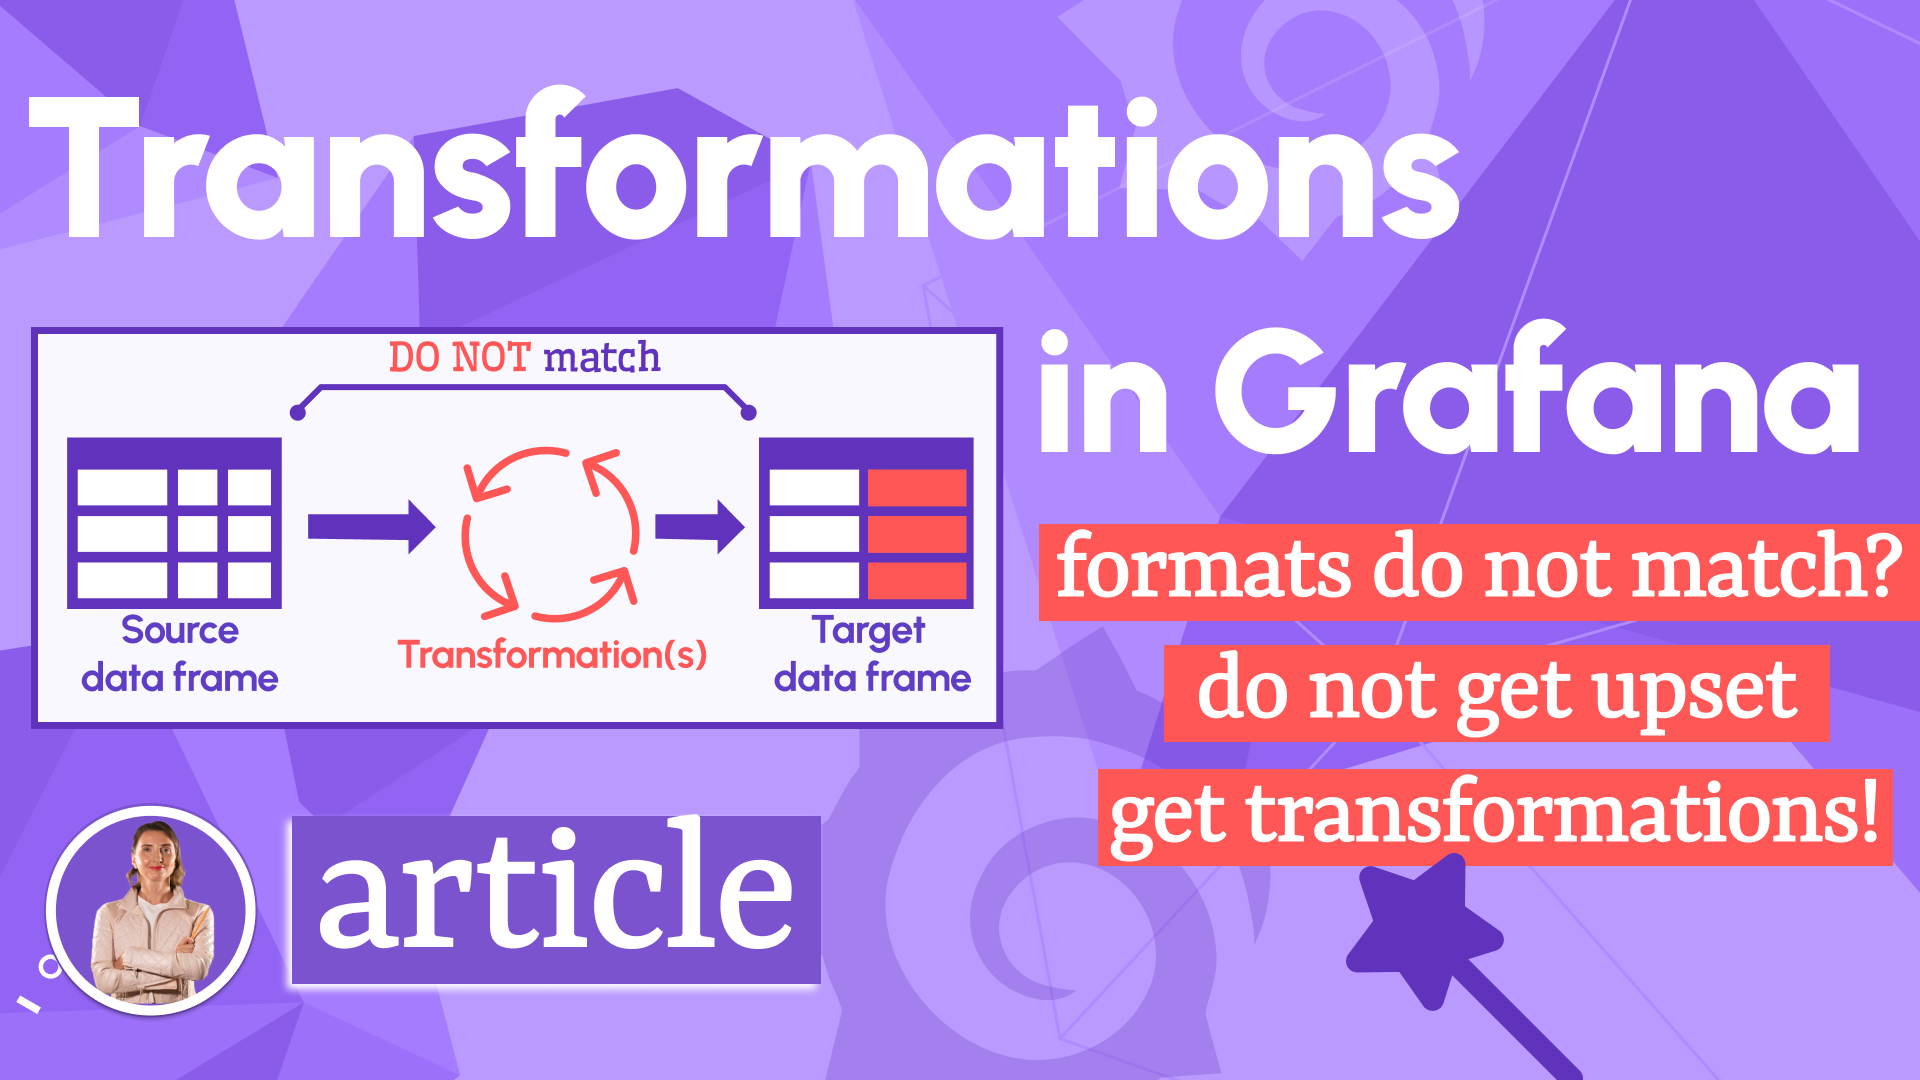 Transformations
in Grafana
DO NOT match
Source
data frame
Transformation(s)
Target
data frame
formats do not match?
do not get upset
get transformations!
article